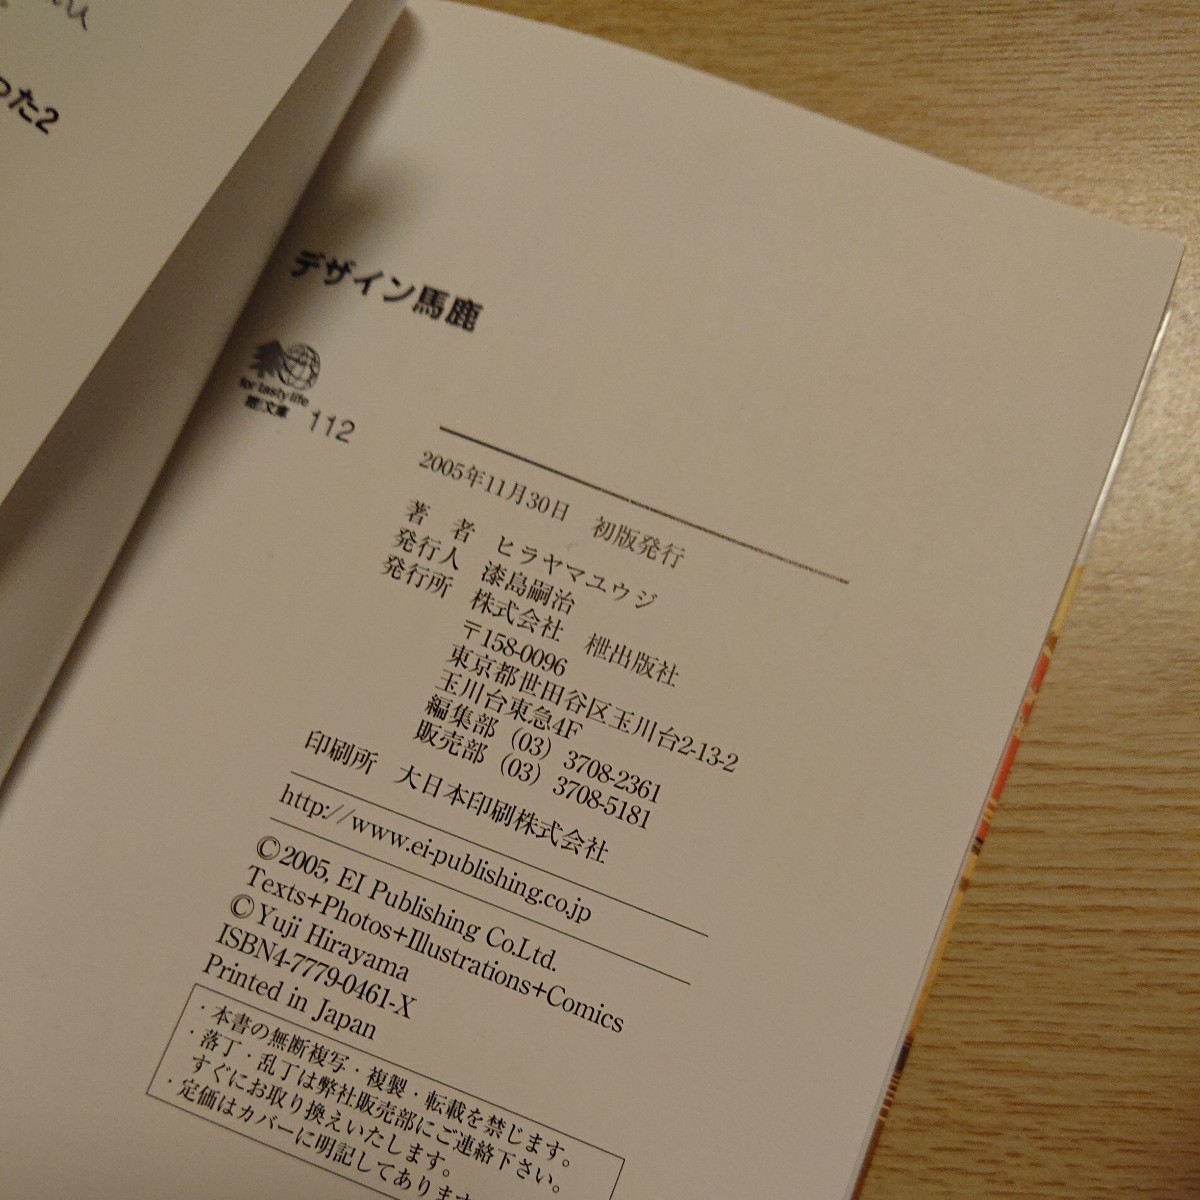 った2
デザイン馬鹿
for tasty life
枻文庫 112
2005年11月30日　初版発行
著　者　ヒラヤマユウジ
発行人　漆島嗣治
発行所　株式会社　枻出版社
〒158-0096
東京都世田谷区玉川台2-13-2
玉川台東急4F
編集部（03）3708-2361
販売部（03）3708-5181
印刷所　大日本印刷株式会社
http://www.ei-publishing.co.jp
©2005, EI Publishing Co.Ltd.
Texts+Photos+Illustrations+Comics
©Yuji Hirayama
ISBN4-7779-0461-X
Printed in Japan
・本書の無断複写・複製・転載を禁じます。
・落丁・乱丁は弊社販売部にご連絡下さい。
すぐにお取り換えいたします。
・定価はカバーに明記してあります